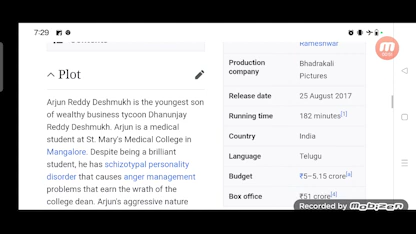 7:29
Rameshwar
Plot
Arjun Reddy Deshmukh is the youngest son
of wealthy business tycoon Dhanunjay
Reddy Deshmukh. Arjun is a medical
student at St. Mary's Medical College in
Mangalore. Despite being a brilliant
student, he has schizotypal personality
disorder that causes anger management
problems that earn the wrath of the
college dean. Arjun's aggressive nature
Production
company
Bhadrakali
Pictures
Release date
25 August 2017
Running time
182 minutes[1]
Country
India
Language
Telugu
Budget
₹5–5.15 crore[a]
Box office
₹51 crore[4]
M
Recorded by Mobizen